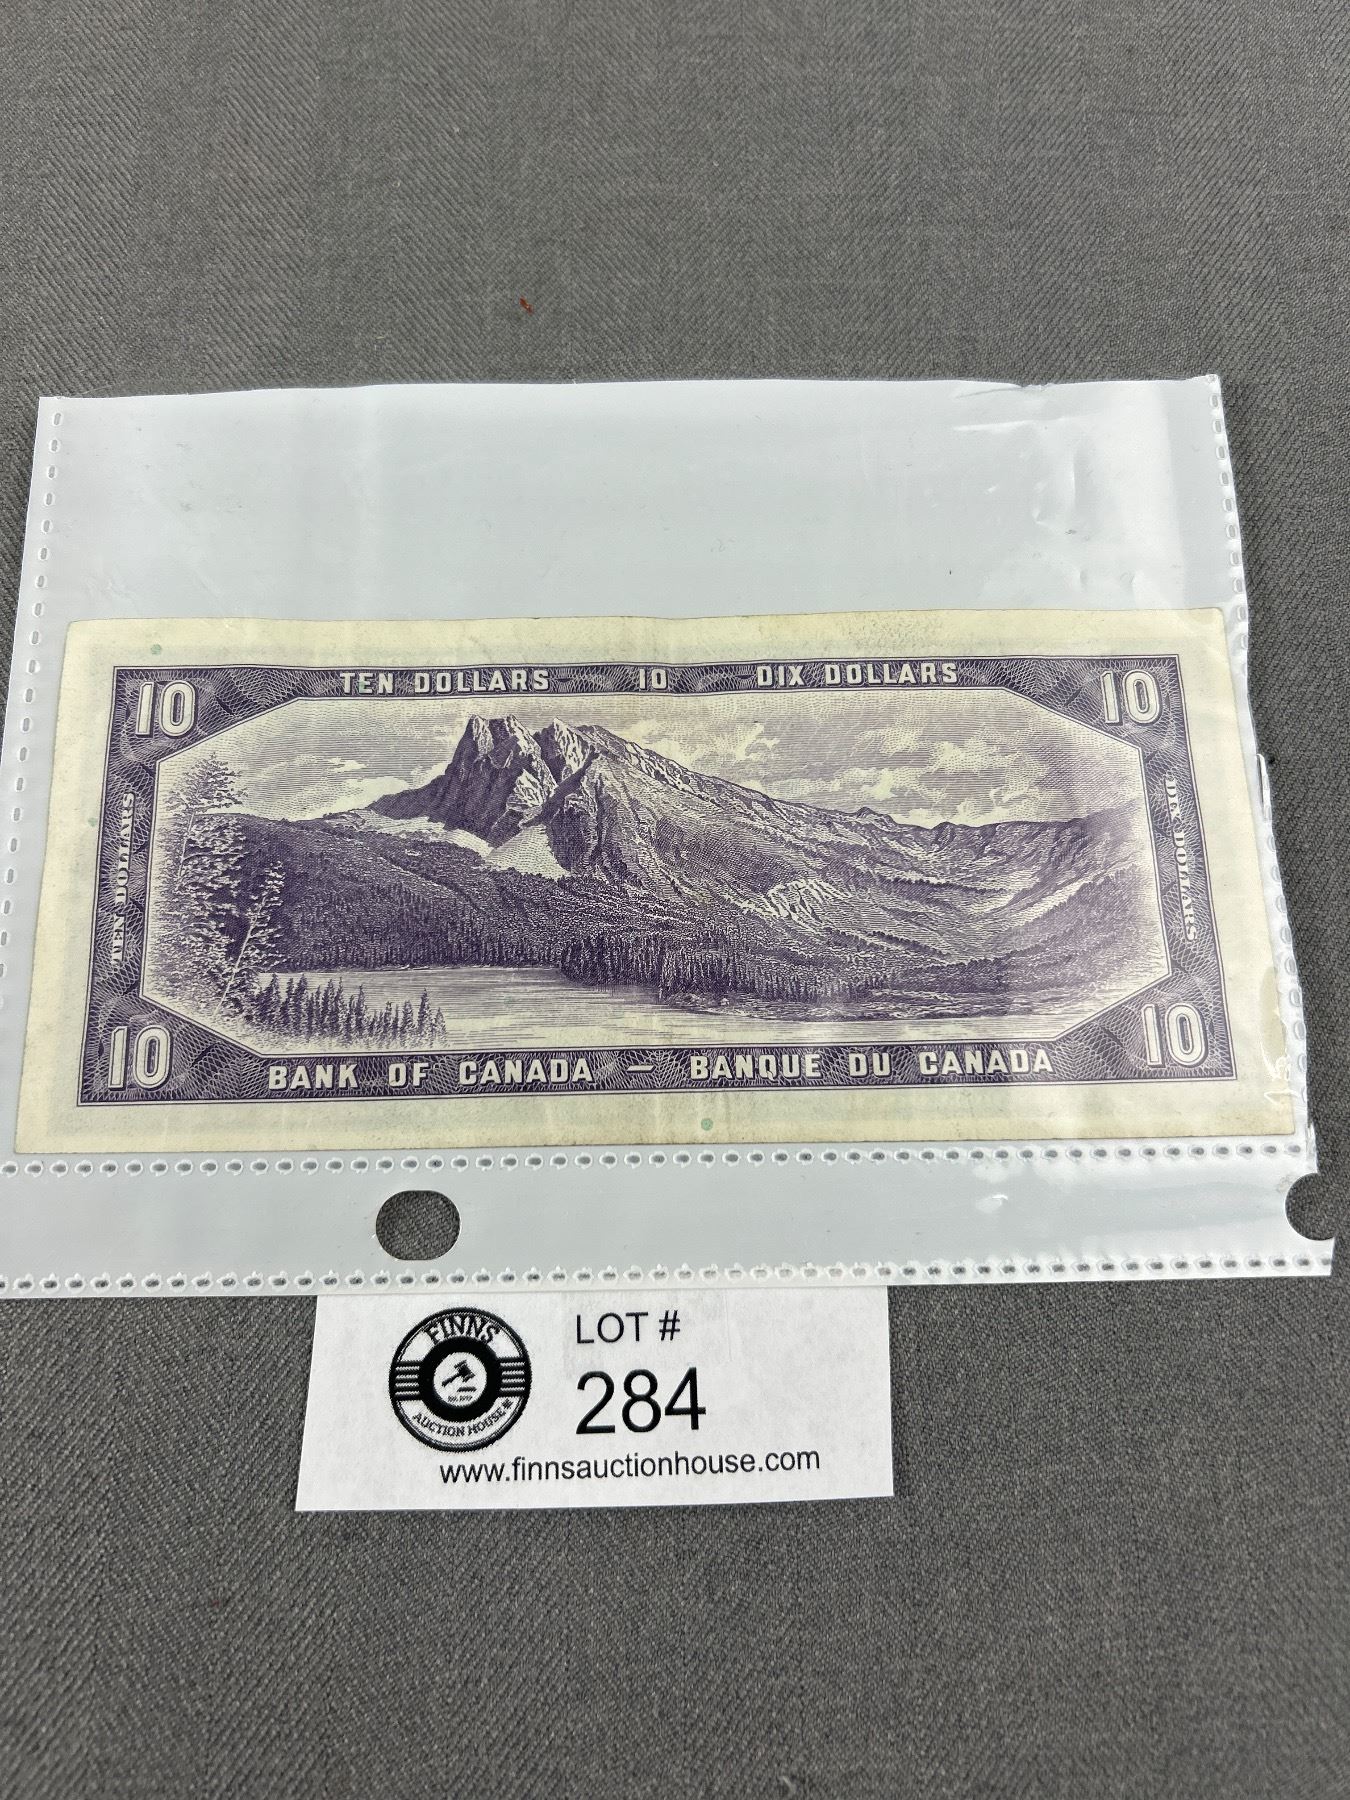 TEN DOLLARS 10 DIX DOLLARS
10 10
TEN DOLLARS DIX DOLLARS
10 10
BANK OF CANADA – BANQUE DU CANADA
FINNS
AUCTION HOUSE
LOT #
284
www.finnsauctionhouse.com